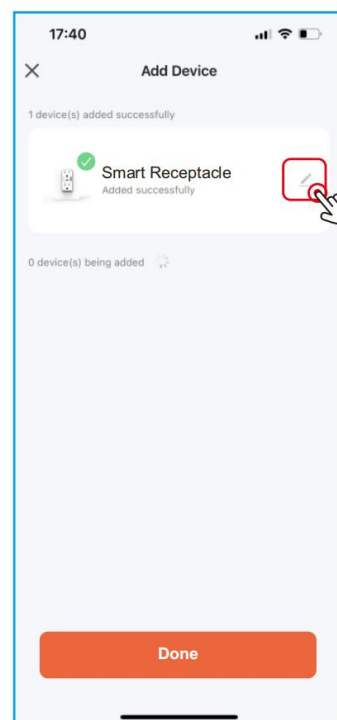 17:40
Add Device
1 device(s) added successfully
Smart Receptacle
Added successfully
0 device(s) being added
Done